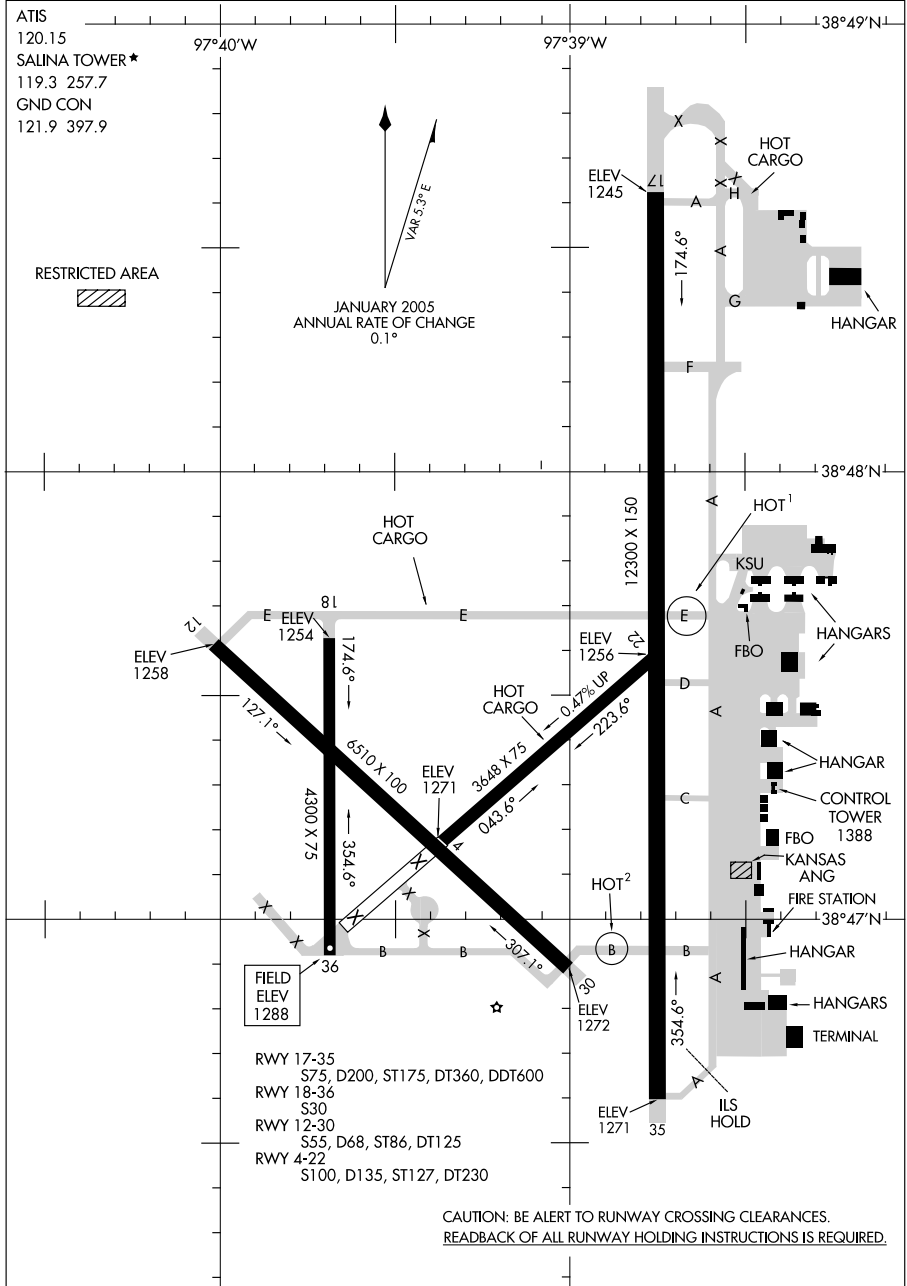 ATIS
120.15
SALINA TOWER★
119.3 257.7
GND CON
121.9 397.9
97°40'W
97°39'W
38°49'N
VAR 5.3° E
JANUARY 2005
ANNUAL RATE OF CHANGE
0.1°
RESTRICTED AREA
X
X
HOT
CARGO
ELEV
1245
17
X
X
H
A
174.6°
A
G
HANGAR
F
38°48'N
A
12300 X 150
HOT 1
HOT
CARGO
KSU
E
18
E
E
HANGARS
FBO
12
ELEV
1254
ELEV
1258
174.6°
ELEV
1256
22
D
0.47% UP
HOT
CARGO
223.6°
A
127.1°
6510 X 100
ELEV
1271
3648 X 75
HANGAR
4300 X 75
043.6°
C
CONTROL
TOWER
1388
4
354.6°
FBO
X
KANSAS
ANG
HOT 2
X
FIRE STATION
38°47'N
X
X
X
X
B
B
B
B
307.1°
HANGAR
36
FIELD
ELEV
1288
30
A
ELEV
1272
354.6°
HANGARS
TERMINAL
RWY 17-35
S75, D200, ST175, DT360, DDT600
RWY 18-36
S30
RWY 12-30
S55, D68, ST86, DT125
RWY 4-22
S100, D135, ST127, DT230
A
ELEV
1271
35
ILS
HOLD
CAUTION: BE ALERT TO RUNWAY CROSSING CLEARANCES.
READBACK OF ALL RUNWAY HOLDING INSTRUCTIONS IS REQUIRED.